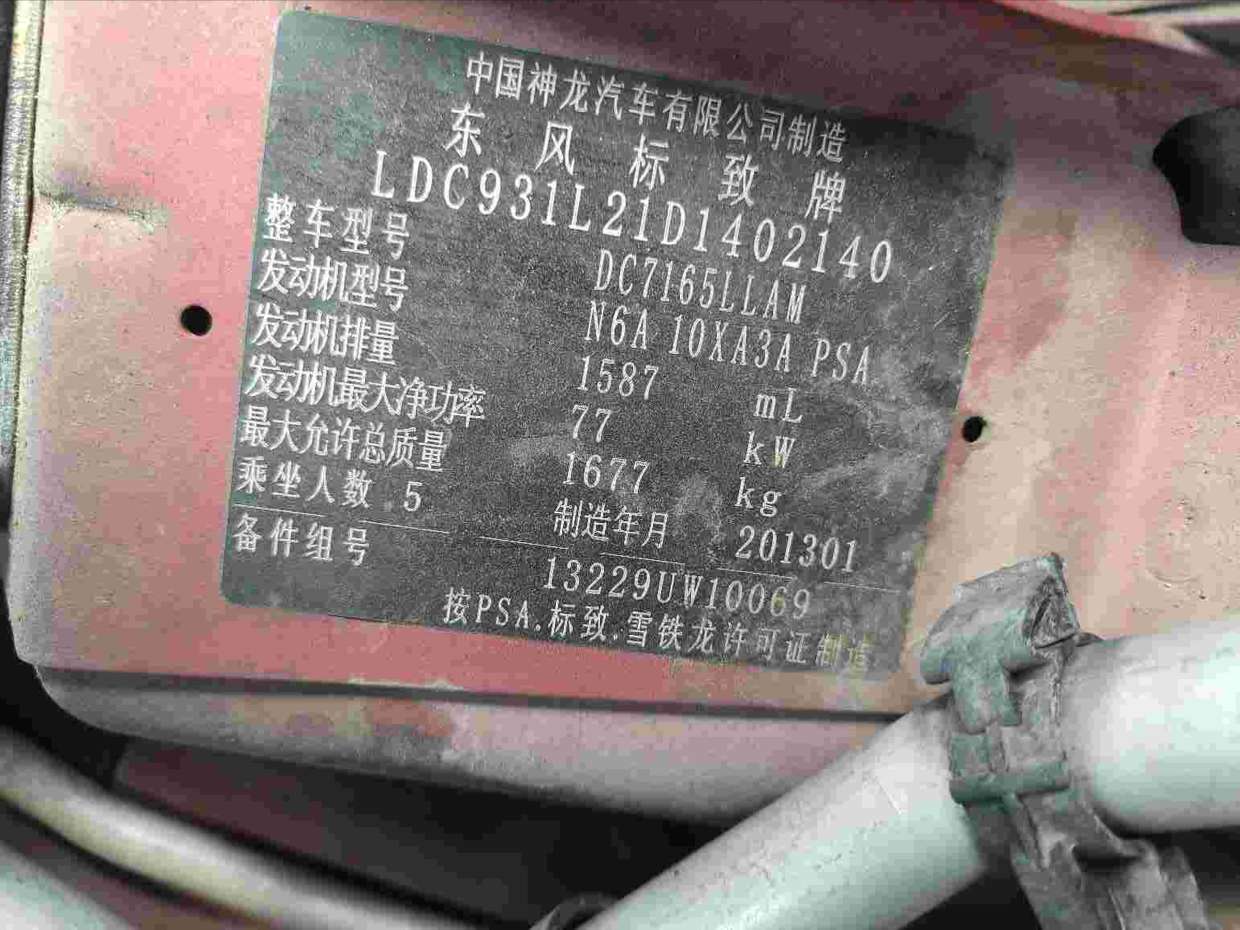 中国神龙汽车有限公司制造
东风标致牌
LDC931L21D1402140
整车型号 DC7165LLAM
发动机型号 N6A 10XA3A PSA
发动机排量 1587 mL
发动机最大净功率 77 kW
最大允许总质量 1677 kg
乘坐人数 5 制造年月 201301
备件组号 13229UW10069
按PSA.标致.雪铁龙许可证制造